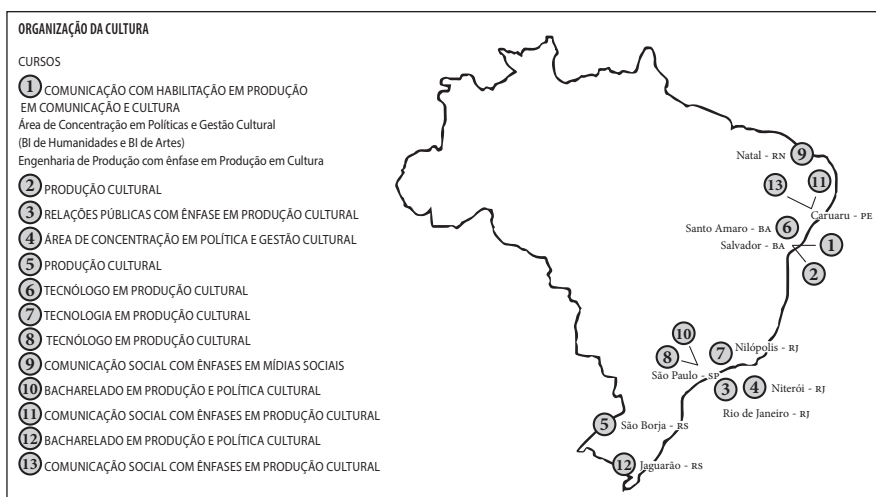 ORGANIZAÇÃO DA CULTURA
CURSOS
1 COMUNICAÇÃO COM HABILITAÇÃO EM PRODUÇÃO
EM COMUNICAÇÃO E CULTURA
Área de Concentração em Políticas e Gestão Cultural
(BI de Humanidades e BI de Artes)
Engenharia de Produção com ênfase em Produção em Cultura
2 PRODUÇÃO CULTURAL
3 RELAÇÕES PÚBLICAS COM ÊNFASE EM PRODUÇÃO CULTURAL
4 ÁREA DE CONCENTRAÇÃO EM POLÍTICA E GESTÃO CULTURAL
5 PRODUÇÃO CULTURAL
6 TECNÓLOGO EM PRODUÇÃO CULTURAL
7 TECNOLOGIA EM PRODUÇÃO CULTURAL
8 TECNÓLOGO EM PRODUÇÃO CULTURAL
9 COMUNICAÇÃO SOCIAL COM ÊNFASES EM MÍDIAS SOCIAIS
10 BACHARELADO EM PRODUÇÃO E POLÍTICA CULTURAL
11 COMUNICAÇÃO SOCIAL COM ÊNFASES EM PRODUÇÃO CULTURAL
12 BACHARELADO EM PRODUÇÃO E POLÍTICA CULTURAL
13 COMUNICAÇÃO SOCIAL COM ÊNFASES EM PRODUÇÃO CULTURAL
Natal - RN 9
13 11
Caruaru - PE
Santo Amaro - BA 6
Salvador - BA 1
2
10
8 7 Nilópolis - RJ
São Paulo - SP
3 4 Niterói - RJ
Rio de Janeiro - RJ
5 São Borja - RS
12 Jaguarão - RS